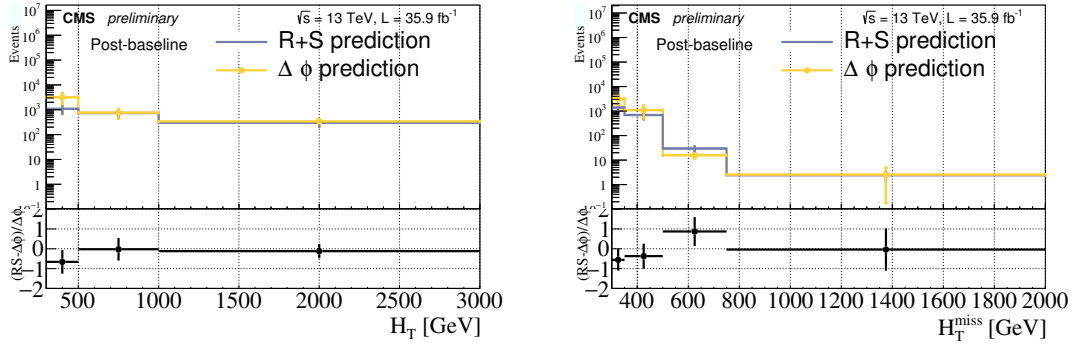 CMS preliminary √s = 13 TeV, L = 35.9 fb⁻¹
Post-baseline
R+S prediction
Δ ϕ prediction
Events
10⁷
10⁶
10⁵
10⁴
10³
10²
10
1
(RS-Δϕ)/Δϕ
2
1
0
−1
−2
500 1000 1500 2000 2500 3000
H_T [GeV]
CMS preliminary √s = 13 TeV, L = 35.9 fb⁻¹
Post-baseline
R+S prediction
Δ ϕ prediction
Events
10⁷
10⁶
10⁵
10⁴
10³
10²
10
1
(RS-Δϕ)/Δϕ
2
1
0
−1
−2
400 600 800 1000 1200 1400 1600 1800 2000
H_T^miss [GeV]